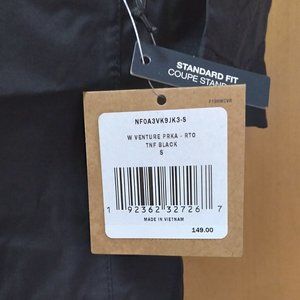 STANDARD FIT
COUPE STAND
NF0A3VK9JK3-S
W VENTURE PRKA - RTO
TNF BLACK
S
1 92362 32726 7
MADE IN VIETNAM
149.00